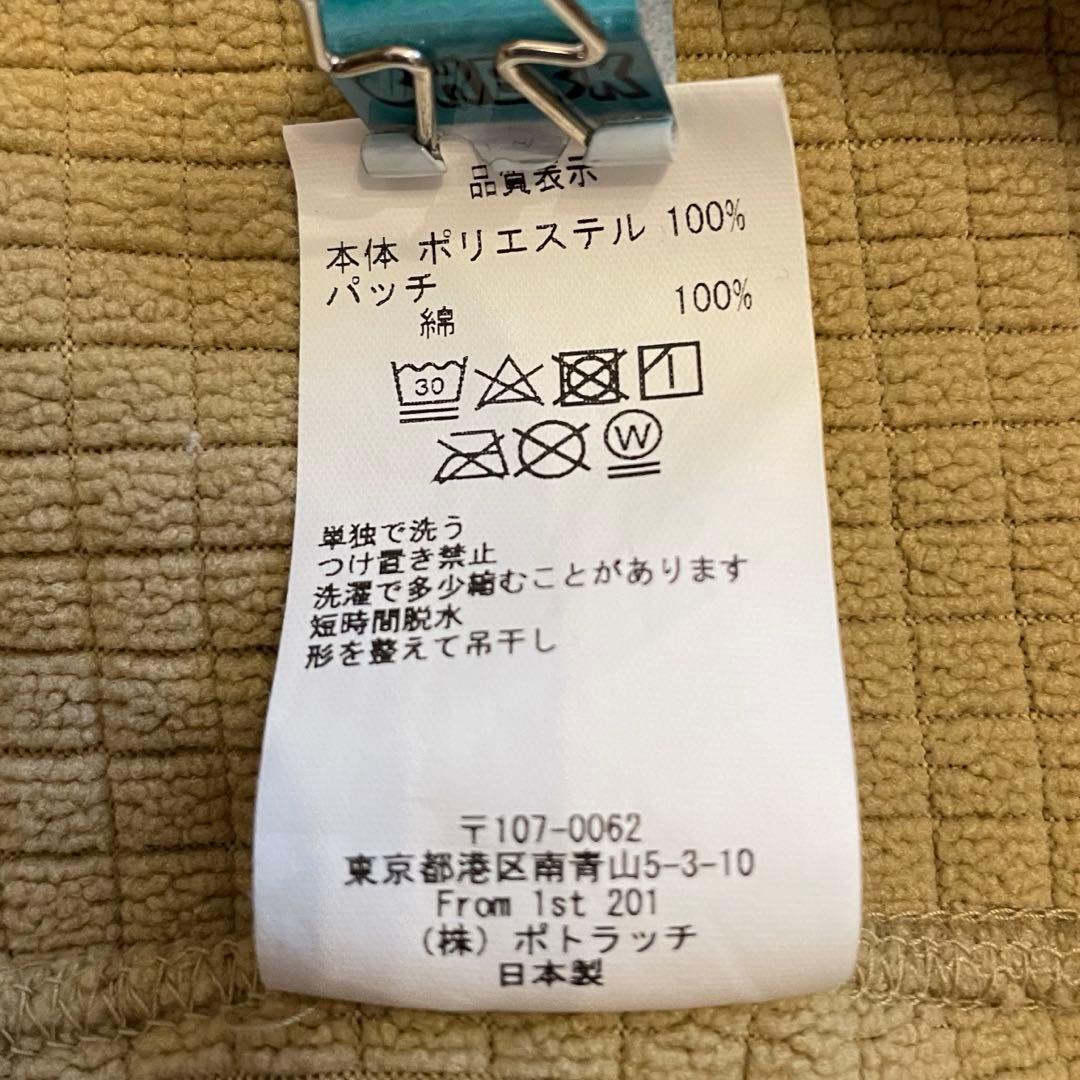 品質表示
本体 ポリエステル 100%
パッチ
綿 100%
30
W
単独で洗う
つけ置き禁止
洗濯で多少縮むことがあります
短時間脱水
形を整えて吊干し
〒107-0062
東京都港区南青山5-3-10
From 1st 201
(株) ポトラッチ
日本製